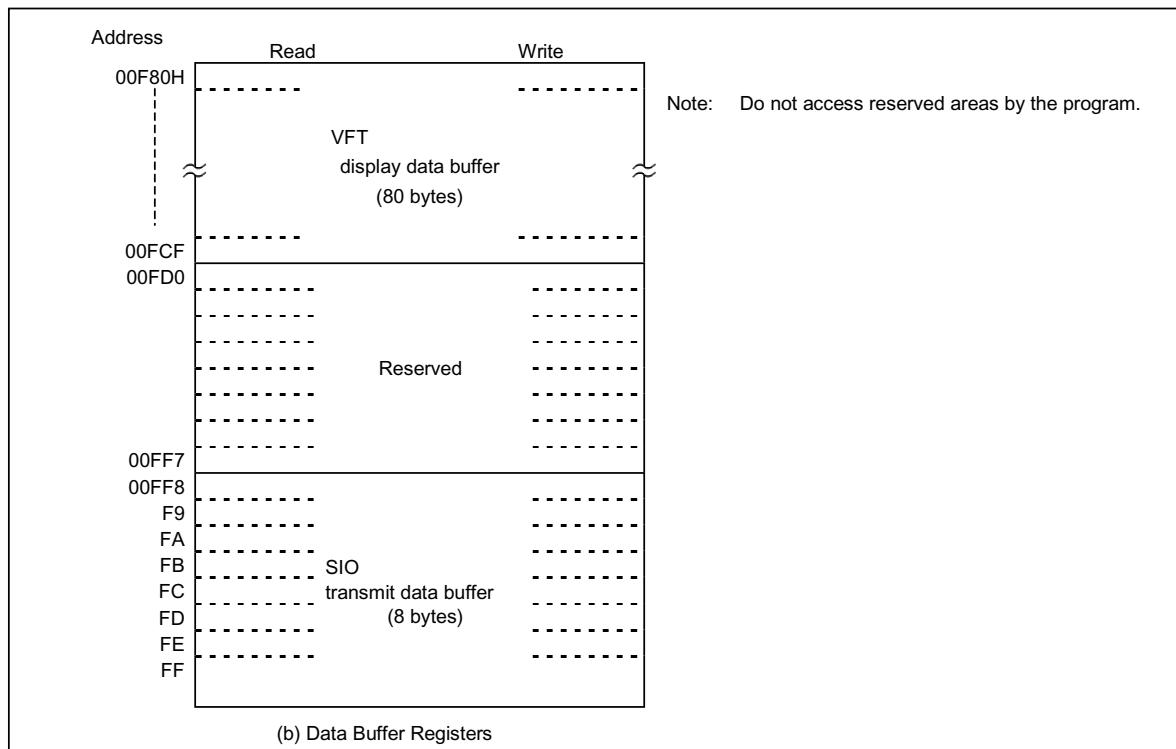 Address
Read Write
00F80H
Note: Do not access reserved areas by the program.
VFT
display data buffer
(80 bytes)
00FCF
00FD0
Reserved
00FF7
00FF8
F9
FA
FB
SIO
FC
transmit data buffer
(8 bytes)
FD
FE
FF
(b) Data Buffer Registers